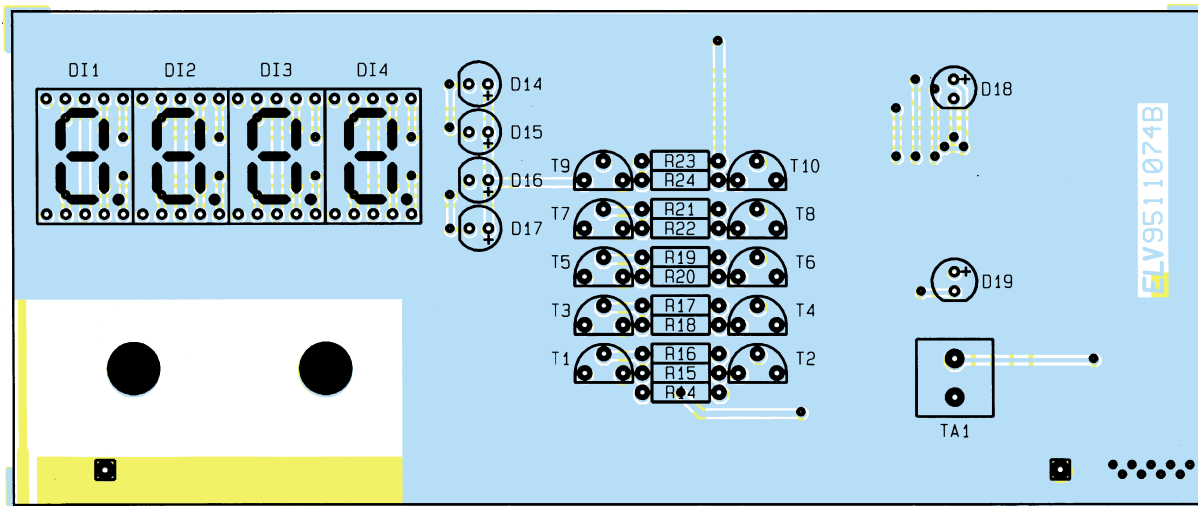 DI1 DI2 DI3 DI4
D14
D15
D16
D17
D18
D19
T9 R23 T10
R24
T7 R21 T8
R22
T5 R19 T6
R20
T3 R17 T4
R18
T1 R16 T2
R15
R14
TA1
ELV9511074B